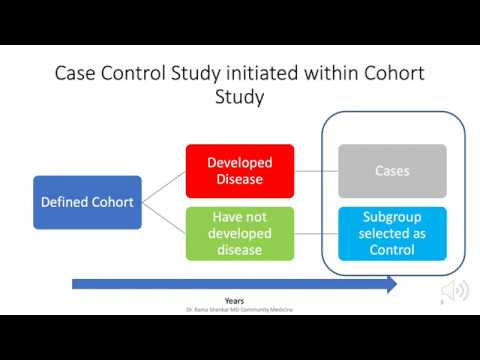 Case Control Study initiated within Cohort
Study
Defined Cohort
Developed
Disease
Cases
Have not
developed
disease
Subgroup
selected as
Control
Years
Dr. Rama Shankar MD Community Medicine